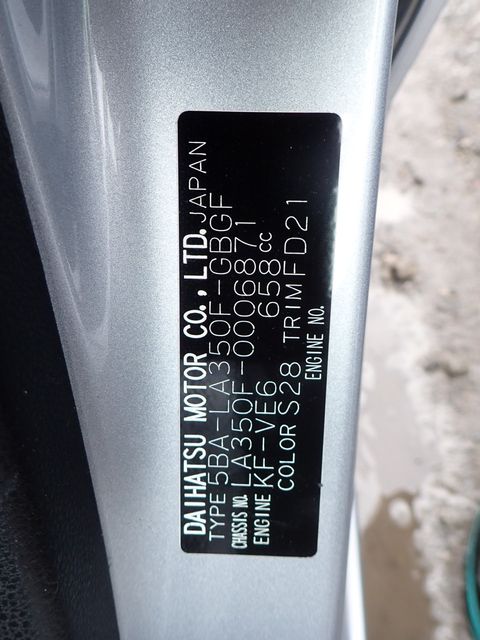 DAIHATSU MOTOR CO., LTD. JAPAN
TYPE 5BA-LA350F-GBGF
CHASSIS NO. LA350F-0006871
ENGINE KF-VE6 658cc
COLOR S28 TRIM FD21
ENGINE NO.